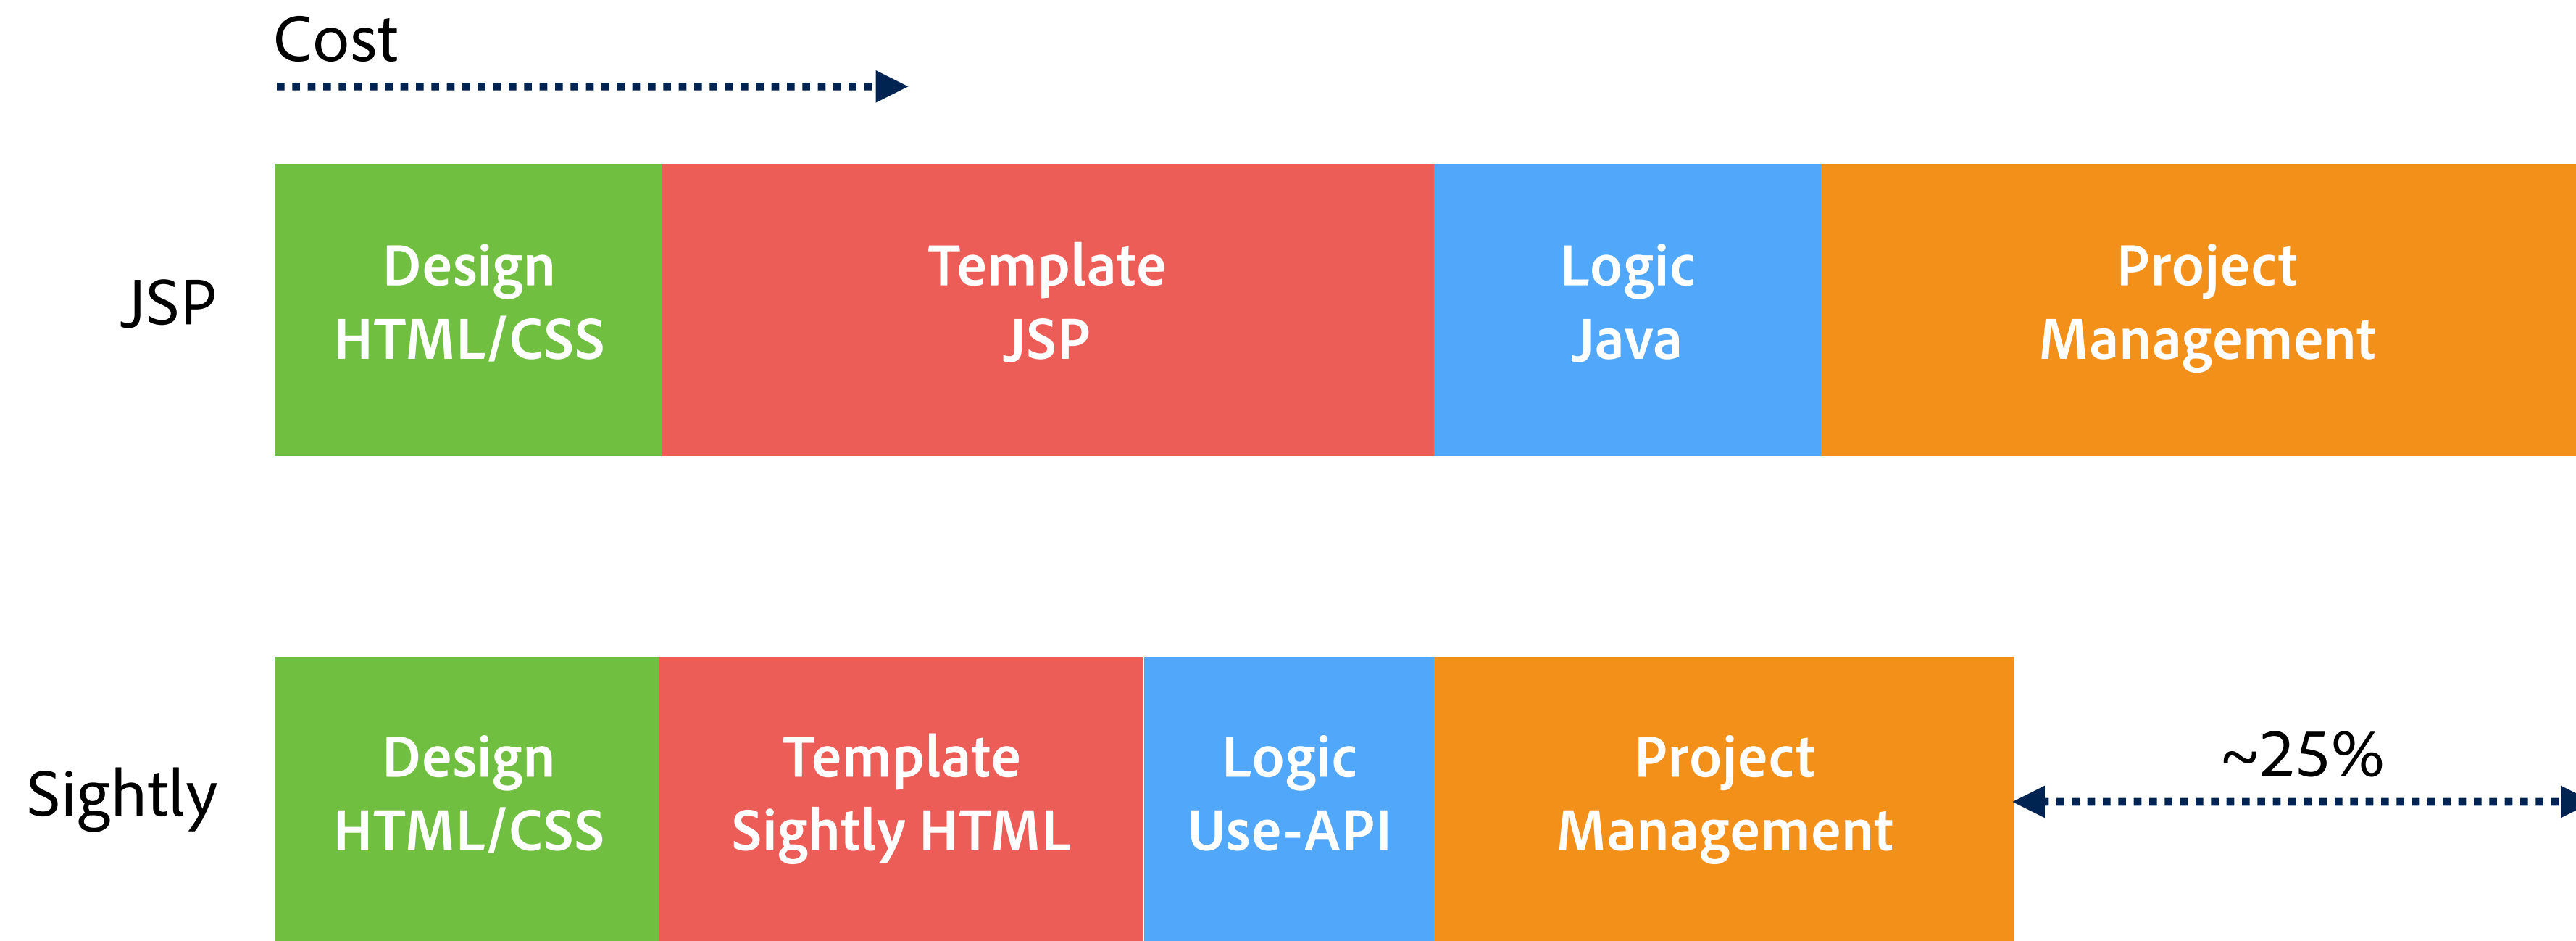 Cost
JSP
Design
HTML/CSS
Template
JSP
Logic
Java
Project
Management
Sightly
Design
HTML/CSS
Template
Sightly HTML
Logic
Use-API
Project
Management
~25%